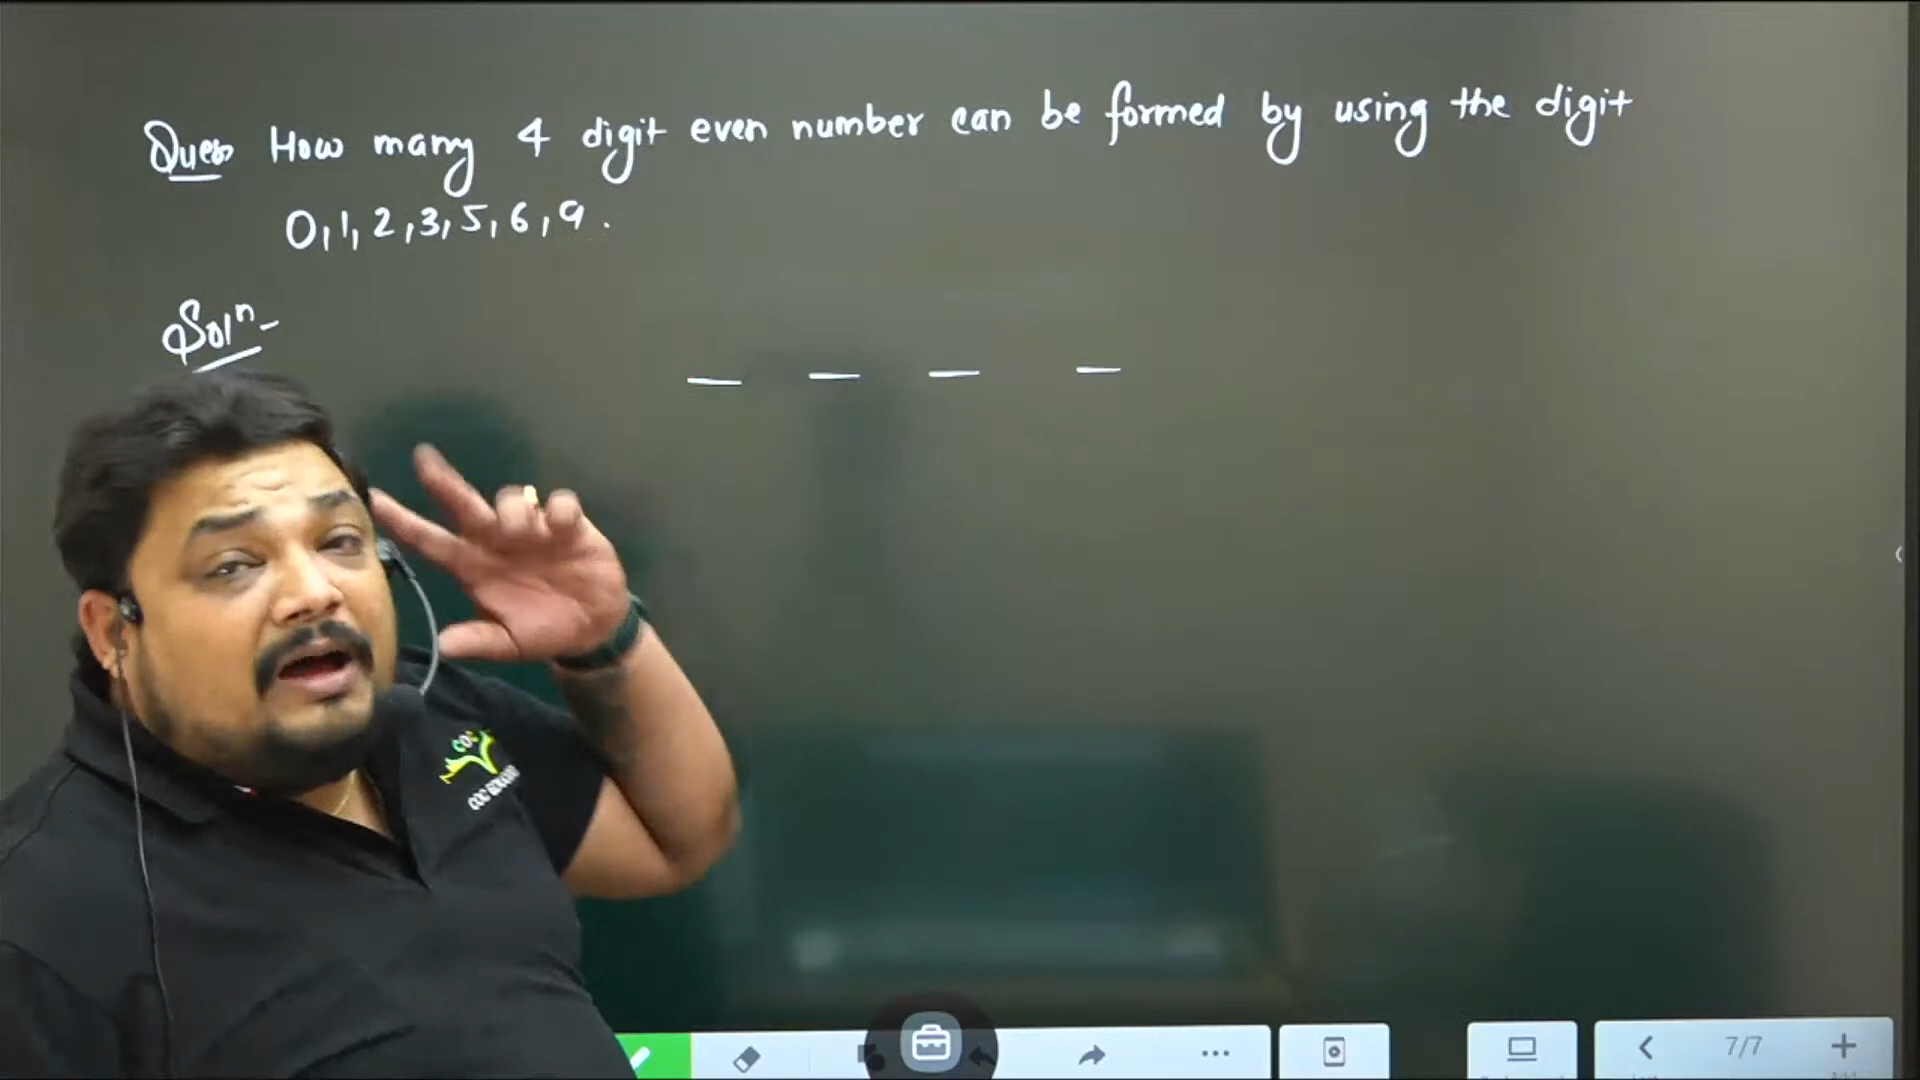 Ques How many 4 digit even number can be formed by using the digit
0,1,2,3,5,6,9.
Solⁿ-
COC
7/7